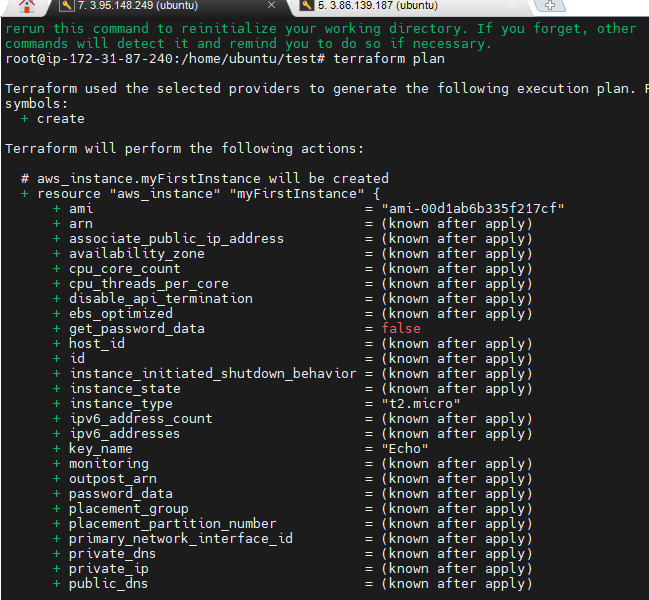 7. 3.95.148.249 (ubuntu)
5. 3.86.139.187 (ubuntu)
rerun this command to reinitialize your working directory. If you forget, other
commands will detect it and remind you to do so if necessary.
root@ip-172-31-87-240:/home/ubuntu/test# terraform plan
Terraform used the selected providers to generate the following execution plan.
symbols:
+ create
Terraform will perform the following actions:
# aws_instance.myFirstInstance will be created
+ resource "aws_instance" "myFirstInstance" {
+ ami = "ami-00d1ab6b335f217cf"
+ arn = (known after apply)
+ associate_public_ip_address = (known after apply)
+ availability_zone = (known after apply)
+ cpu_core_count = (known after apply)
+ cpu_threads_per_core = (known after apply)
+ disable_api_termination = (known after apply)
+ ebs_optimized = (known after apply)
+ get_password_data = false
+ host_id = (known after apply)
+ id = (known after apply)
+ instance_initiated_shutdown_behavior = (known after apply)
+ instance_state = (known after apply)
+ instance_type = "t2.micro"
+ ipv6_address_count = (known after apply)
+ ipv6_addresses = (known after apply)
+ key_name = "Echo"
+ monitoring = (known after apply)
+ outpost_arn = (known after apply)
+ password_data = (known after apply)
+ placement_group = (known after apply)
+ placement_partition_number = (known after apply)
+ primary_network_interface_id = (known after apply)
+ private_dns = (known after apply)
+ private_ip = (known after apply)
+ public_dns = (known after apply)